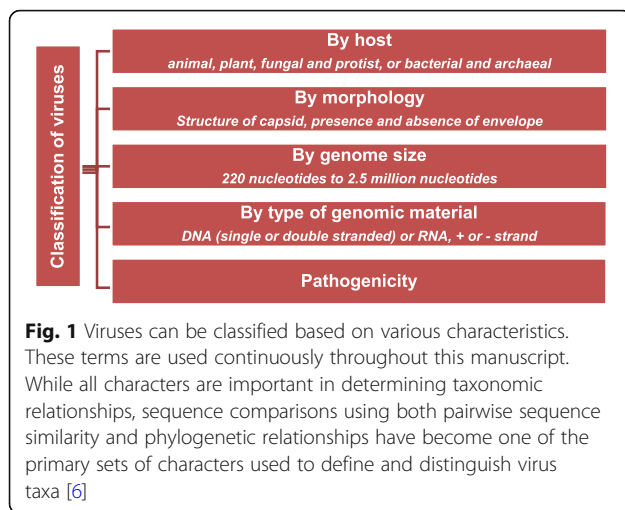 Classification of viruses
By host
animal, plant, fungal and protist, or bacterial and archaeal
By morphology
Structure of capsid, presence and absence of envelope
By genome size
220 nucleotides to 2.5 million nucleotides
By type of genomic material
DNA (single or double stranded) or RNA, + or - strand
Pathogenicity
Fig. 1 Viruses can be classified based on various characteristics.
These terms are used continuously throughout this manuscript.
While all characters are important in determining taxonomic
relationships, sequence comparisons using both pairwise sequence
similarity and phylogenetic relationships have become one of the
primary sets of characters used to define and distinguish virus
taxa [6]